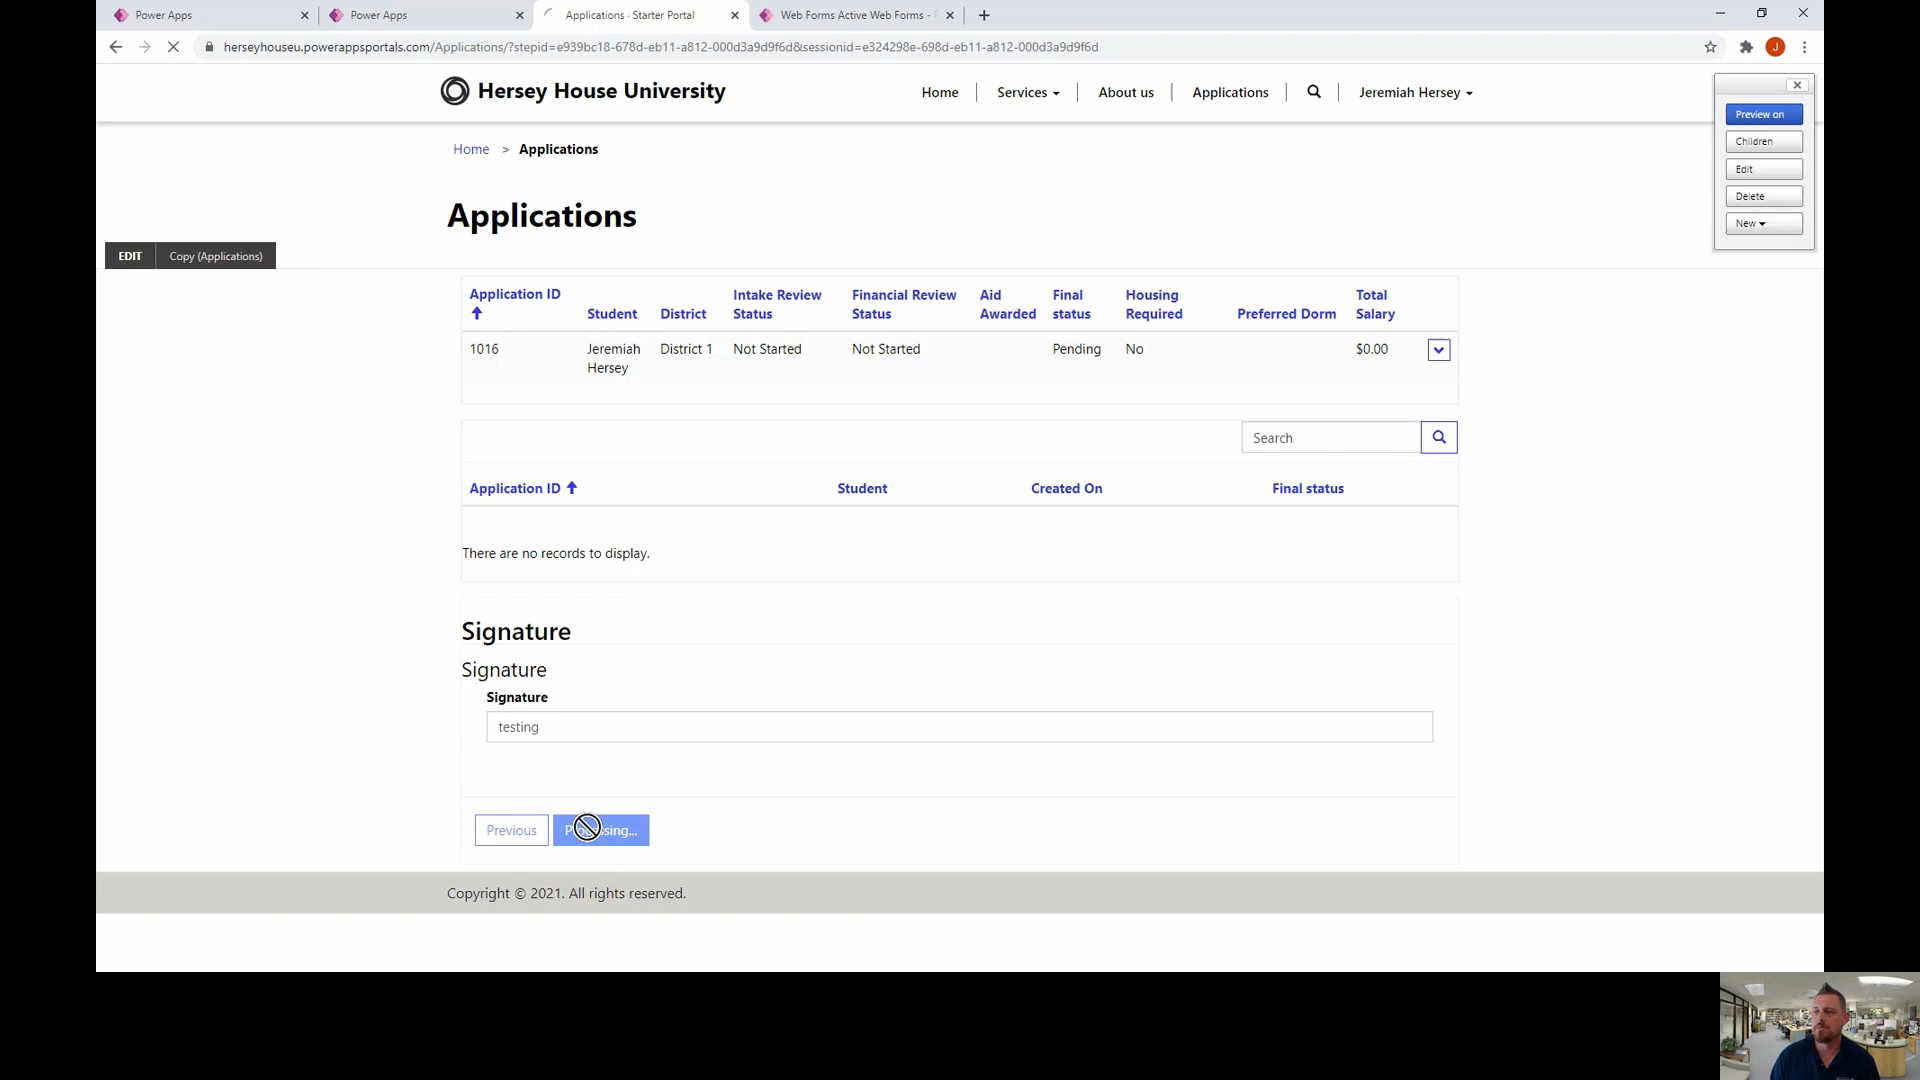 Power Apps
Power Apps
Applications · Starter Portal
Web Forms Active Web Forms -
herseyhouseu.powerappsportals.com/Applications/?stepid=e939bc18-678d-eb11-a812-000d3a9d9f6d&sessionid=e324298e-698d-eb11-a812-000d3a9d9f6d
J
Hersey House University
Home
Services
About us
Applications
Jeremiah Hersey
Preview on
Children
Edit
Delete
New
Home > Applications
Applications
EDIT
Copy (Applications)
Application ID
Student
District
Intake Review Status
Financial Review Status
Aid Awarded
Final status
Housing Required
Preferred Dorm
Total Salary
1016
Jeremiah Hersey
District 1
Not Started
Not Started
Pending
No
$0.00
Search
Application ID
Student
Created On
Final status
There are no records to display.
Signature
Signature
Signature
testing
Previous
Copyright © 2021. All rights reserved.